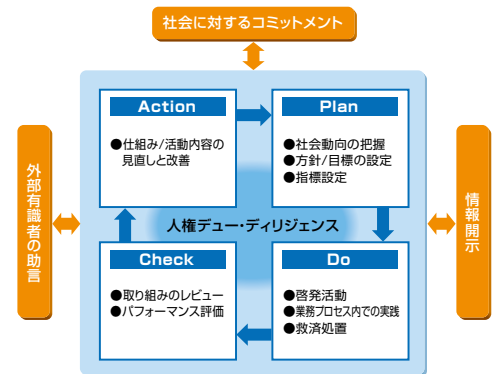 社会に対するコミットメント
Action
●仕組み/活動内容の
見直しと改善
Plan
●社会動向の把握
●方針/目標の設定
●指標設定
外部有識者の助言
情報開示
人権デュー・ディリジェンス
Check
●取り組みのレビュー
●パフォーマンス評価
Do
●啓発活動
●業務プロセス内での実践
●救済処置